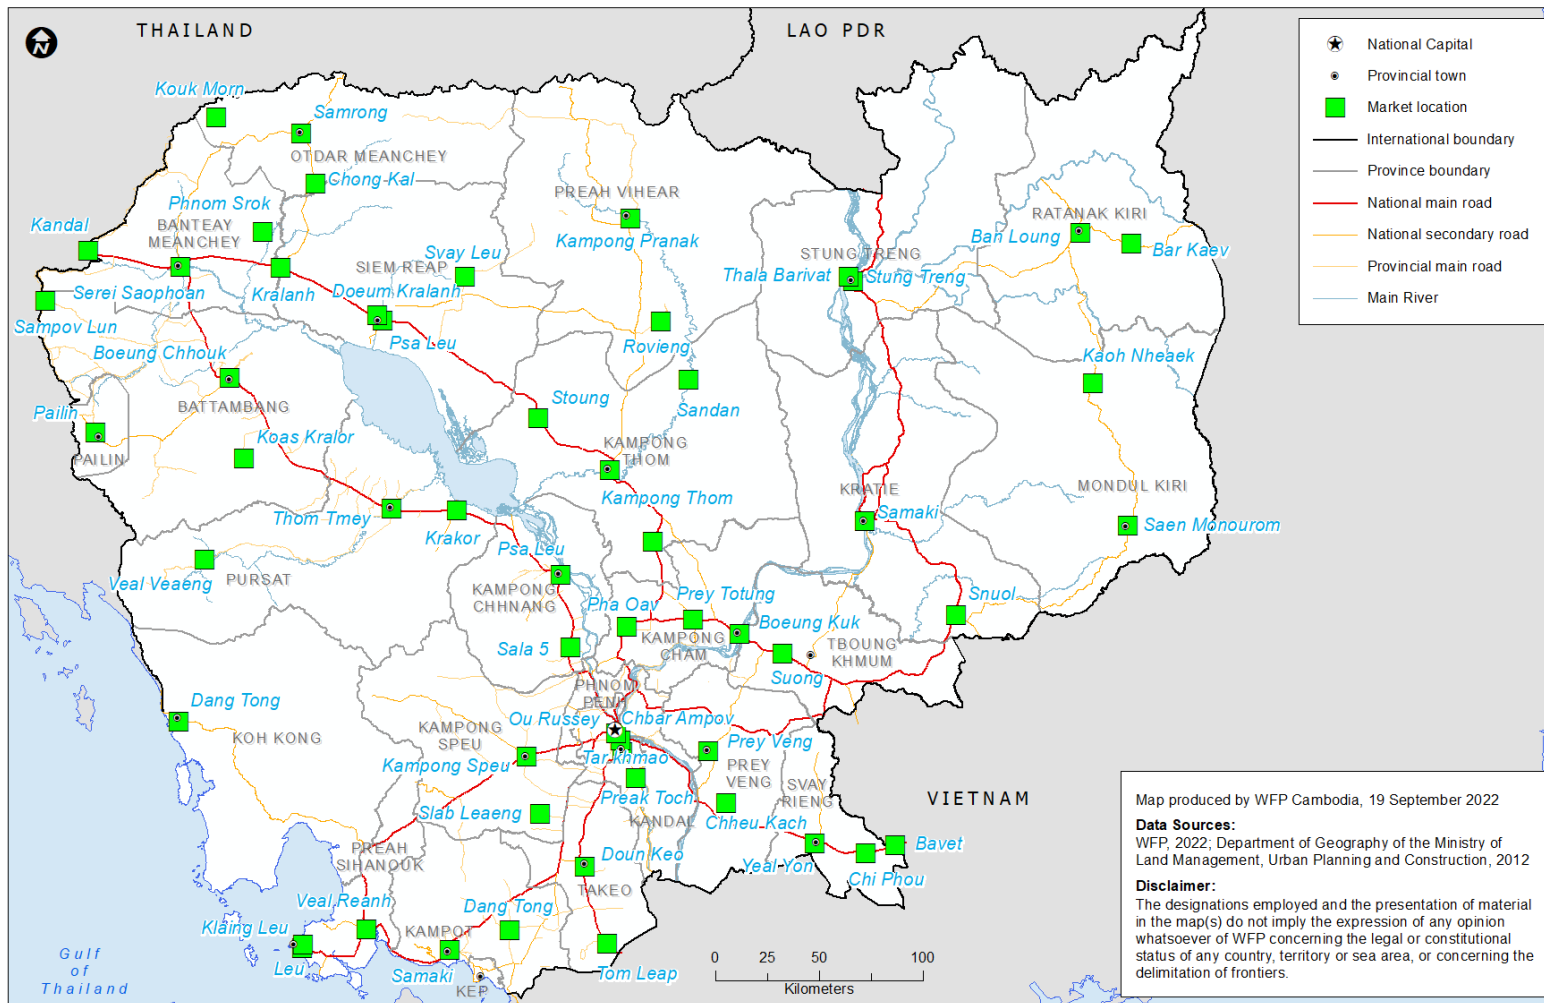 THAILAND
LAO PDR
N
National Capital
Provincial town
Market location
International boundary
Province boundary
National main road
National secondary road
Provincial main road
Main River
Kouk Morn
Samrong
OTDAR MEANCHEY
Chong Kal
Phnom Srok
BANTEAY
MEANCHEY
Kandal
PREAH VIHEAR
Kampong Pranak
RATANAK KIRI
Ban Loung
Bar Kaev
STUNG TRENG
Thala Barivat
Stung Treng
Svay Leu
SIEM REAP
Doeum Kralanh
Serei Saophoan
Kralanh
Sampov Lun
Psa Leu
Rovieng
Boeung Chhouk
Kaoh Nheaek
BATTAMBANG
Pailin
PAILIN
Koas Kralor
Stoung
Sandan
KAMPONG
THOM
Kampong Thom
KRATIE
Samaki
MONDUL KIRI
Saen Monourom
Thom Tmey
Krakor
Psa Leu
Veal Veaeng
PURSAT
KAMPONG
CHHNANG
Pha Oav
Prey Totung
Boeung Kuk
Snuol
KAMPONG
CHAM
TBOUNG
KHMUM
Suong
Sala 5
PHNOM
PENH
Dang Tong
KOH KONG
KAMPONG
SPEU
Kampong Speu
Ou Russey
Chbar Ampov
Tar khmao
Prey Veng
PREY
VENG
SVAY
RIENG
Preak Toch
Slab Leaeng
KANDAL
Chheu Kach
VIETNAM
Yeal Yon
Bavet
Chi Phou
PREAH
SIHANOUK
Doun Keo
TAKEO
Veal Reanh
Dang Tong
Klaing Leu
Leu
KAMPOT
Samaki
KEP
Tom Leap
Gulf
of
Thailand
0 25 50 100
Kilometers
Map produced by WFP Cambodia, 19 September 2022
Data Sources:
WFP, 2022; Department of Geography of the Ministry of
Land Management, Urban Planning and Construction, 2012
Disclaimer:
The designations employed and the presentation of material
in the map(s) do not imply the expression of any opinion
whatsoever of WFP concerning the legal or constitutional
status of any country, territory or sea area, or concerning the
delimitation of frontiers.